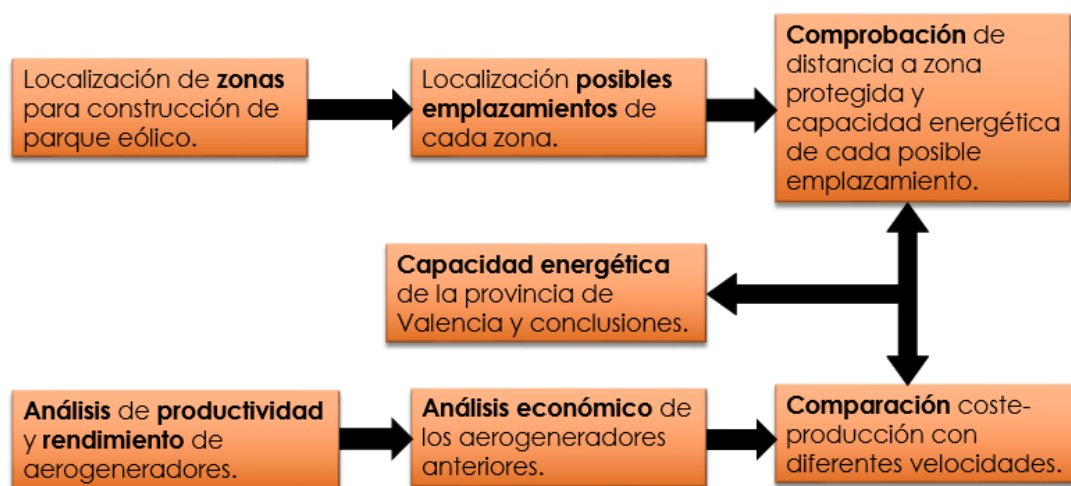 Localización de zonas
para construcción de
parque eólico.
Localización posibles
emplazamientos de
cada zona.
Comprobación de
distancia a zona
protegida y
capacidad energética
de cada posible
emplazamiento.
Capacidad energética
de la provincia de
Valencia y conclusiones.
Análisis de productividad
y rendimiento de
aerogeneradores.
Análisis económico de
los aerogeneradores
anteriores.
Comparación coste-
producción con
diferentes velocidades.